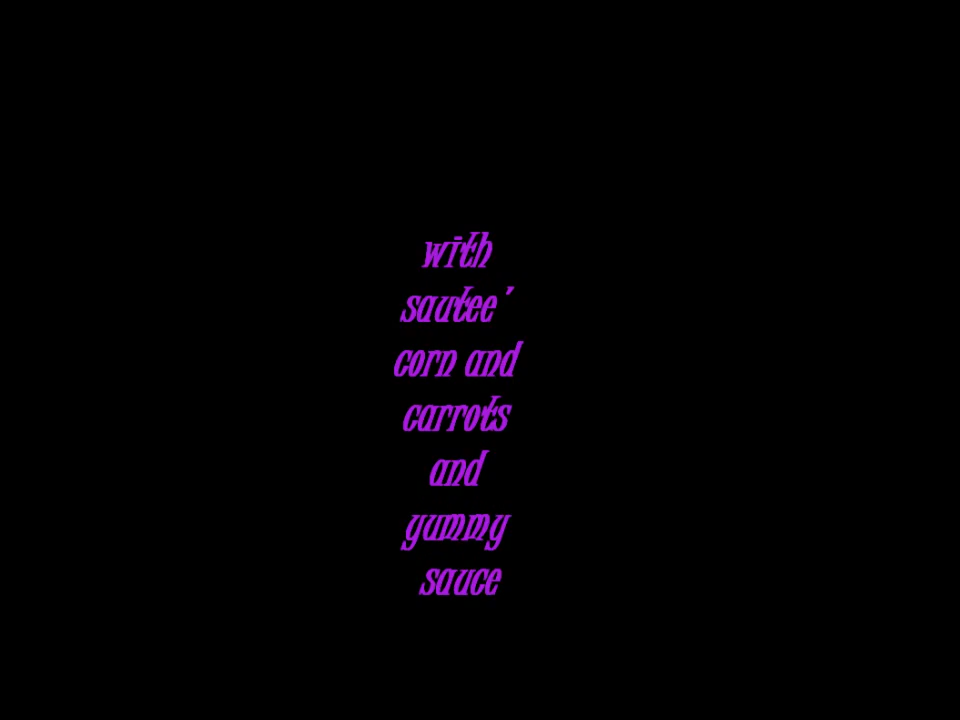 with
sautee'
corn and
carrots
and
yummy
sauce